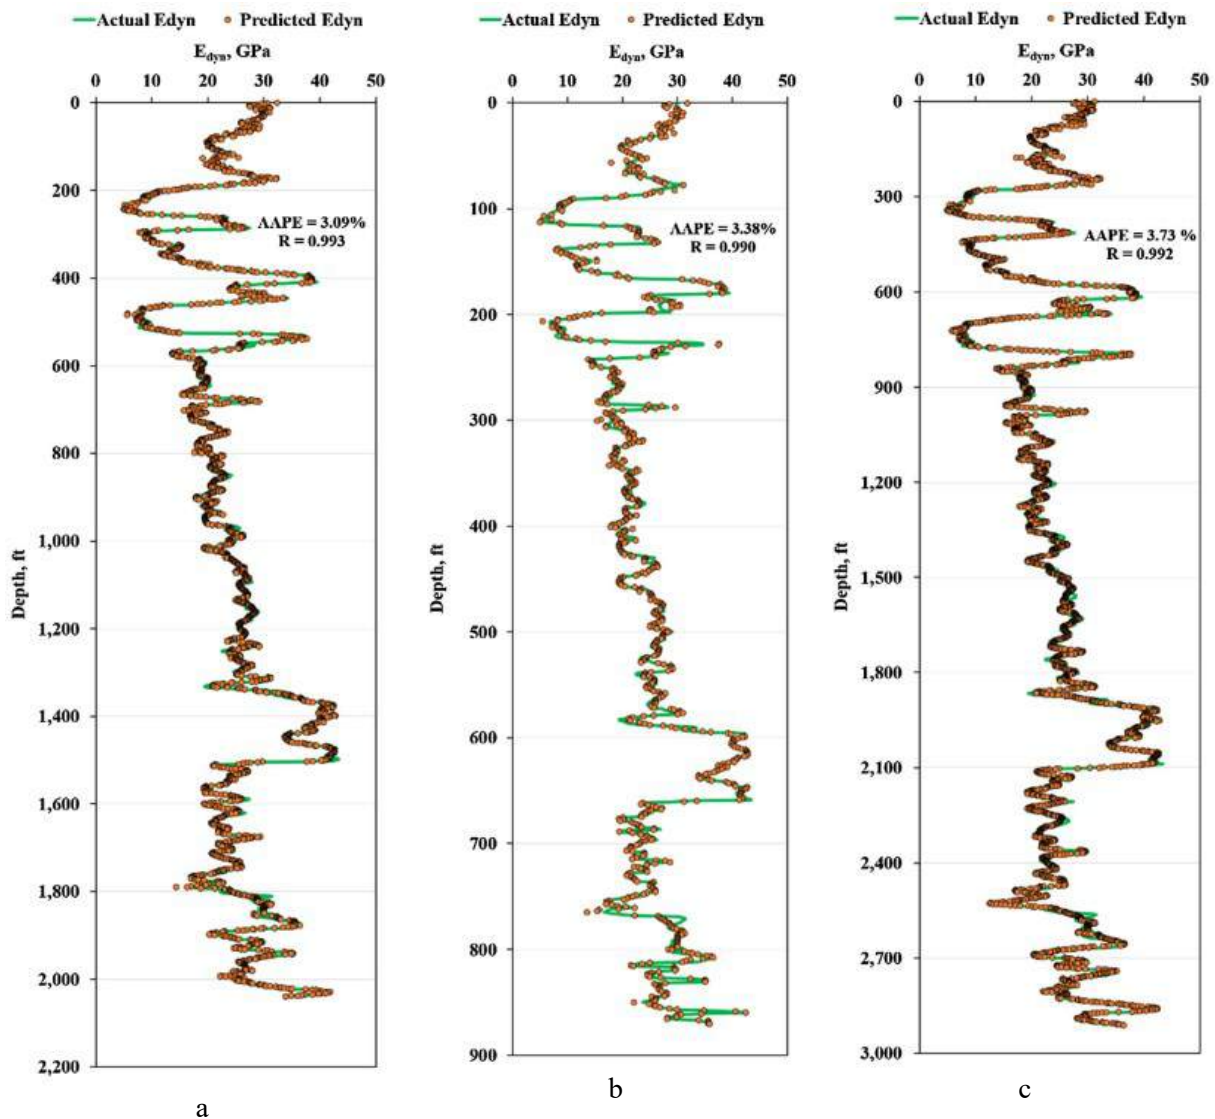 Actual Edyn Predicted Edyn
Edyn, GPa
0 10 20 30 40 50
0
200
400
600
800
1,000
1,200
1,400
1,600
1,800
2,000
2,200
Depth, ft
AAPE = 3.09%
R = 0.993
a
Actual Edyn Predicted Edyn
Edyn, GPa
0 10 20 30 40 50
0
100
200
300
400
500
600
700
800
900
Depth, ft
AAPE = 3.38%
R = 0.990
b
Actual Edyn Predicted Edyn
Edyn, GPa
0 10 20 30 40 50
0
300
600
900
1,200
1,500
1,800
2,100
2,400
2,700
3,000
Depth, ft
AAPE = 3.73 %
R = 0.992
c